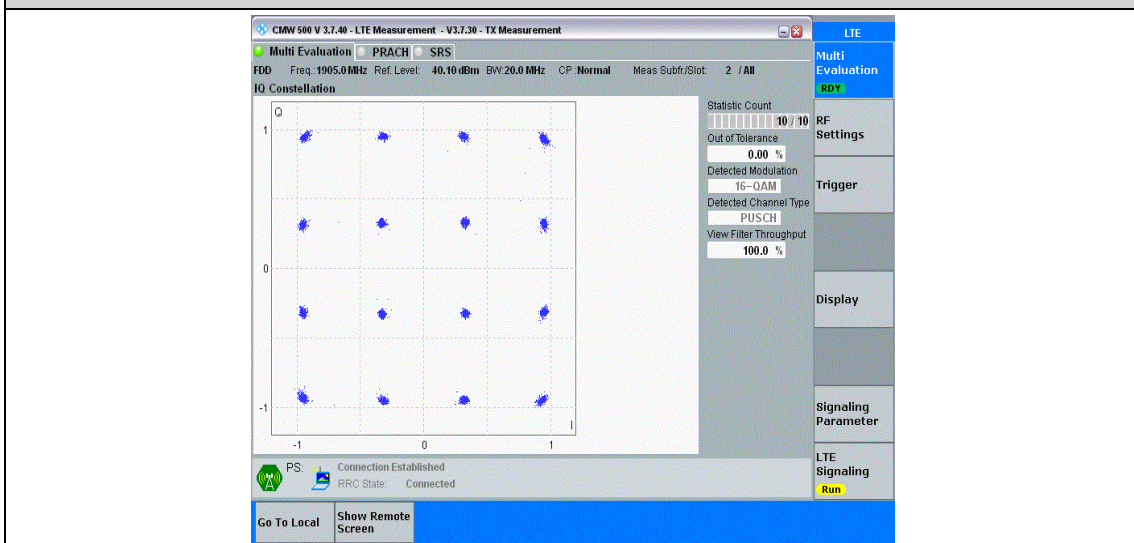 CMW 500 V 3.7.40 - LTE Measurement - V3.7.30 - TX Measurement
LTE
Multi Evaluation PRACH SRS
Multi
Evaluation
RDY
FDD Freq.:1905.0 MHz Ref. Level: 40.10 dBm BW:20.0 MHz CP :Normal Meas Subfr./Slot: 2 / All
IQ Constellation
Q
1
0
-1
I
-1 0 1
Statistic Count
10 / 10
Out of Tolerance
0.00 %
Detected Modulation
16-QAM
Detected Channel Type
PUSCH
View Filter Throughput
100.0 %
RF
Settings
Trigger
Display
Signaling
Parameter
LTE
Signaling
Run
PS: Connection Established
RRC State: Connected
Go To Local
Show Remote
Screen